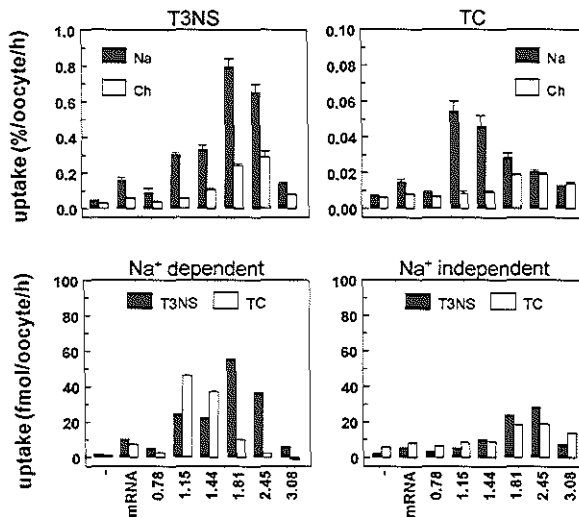 T3NS
TC
uptake (%/oocyte/h)
1.0
0.8
0.6
0.4
0.2
0.0
Na
Ch
0.10
0.08
0.06
0.04
0.02
0.00
Na
Ch
Na⁺ dependent
Na⁺ independent
uptake (fmol/oocyte/h)
100
80
60
40
20
0
T3NS TC
100
80
60
40
20
0
T3NS TC
-
mRNA
0.78
1.15
1.44
1.81
2.45
3.08
-
mRNA
0.78
1.15
1.44
1.81
2.45
3.08